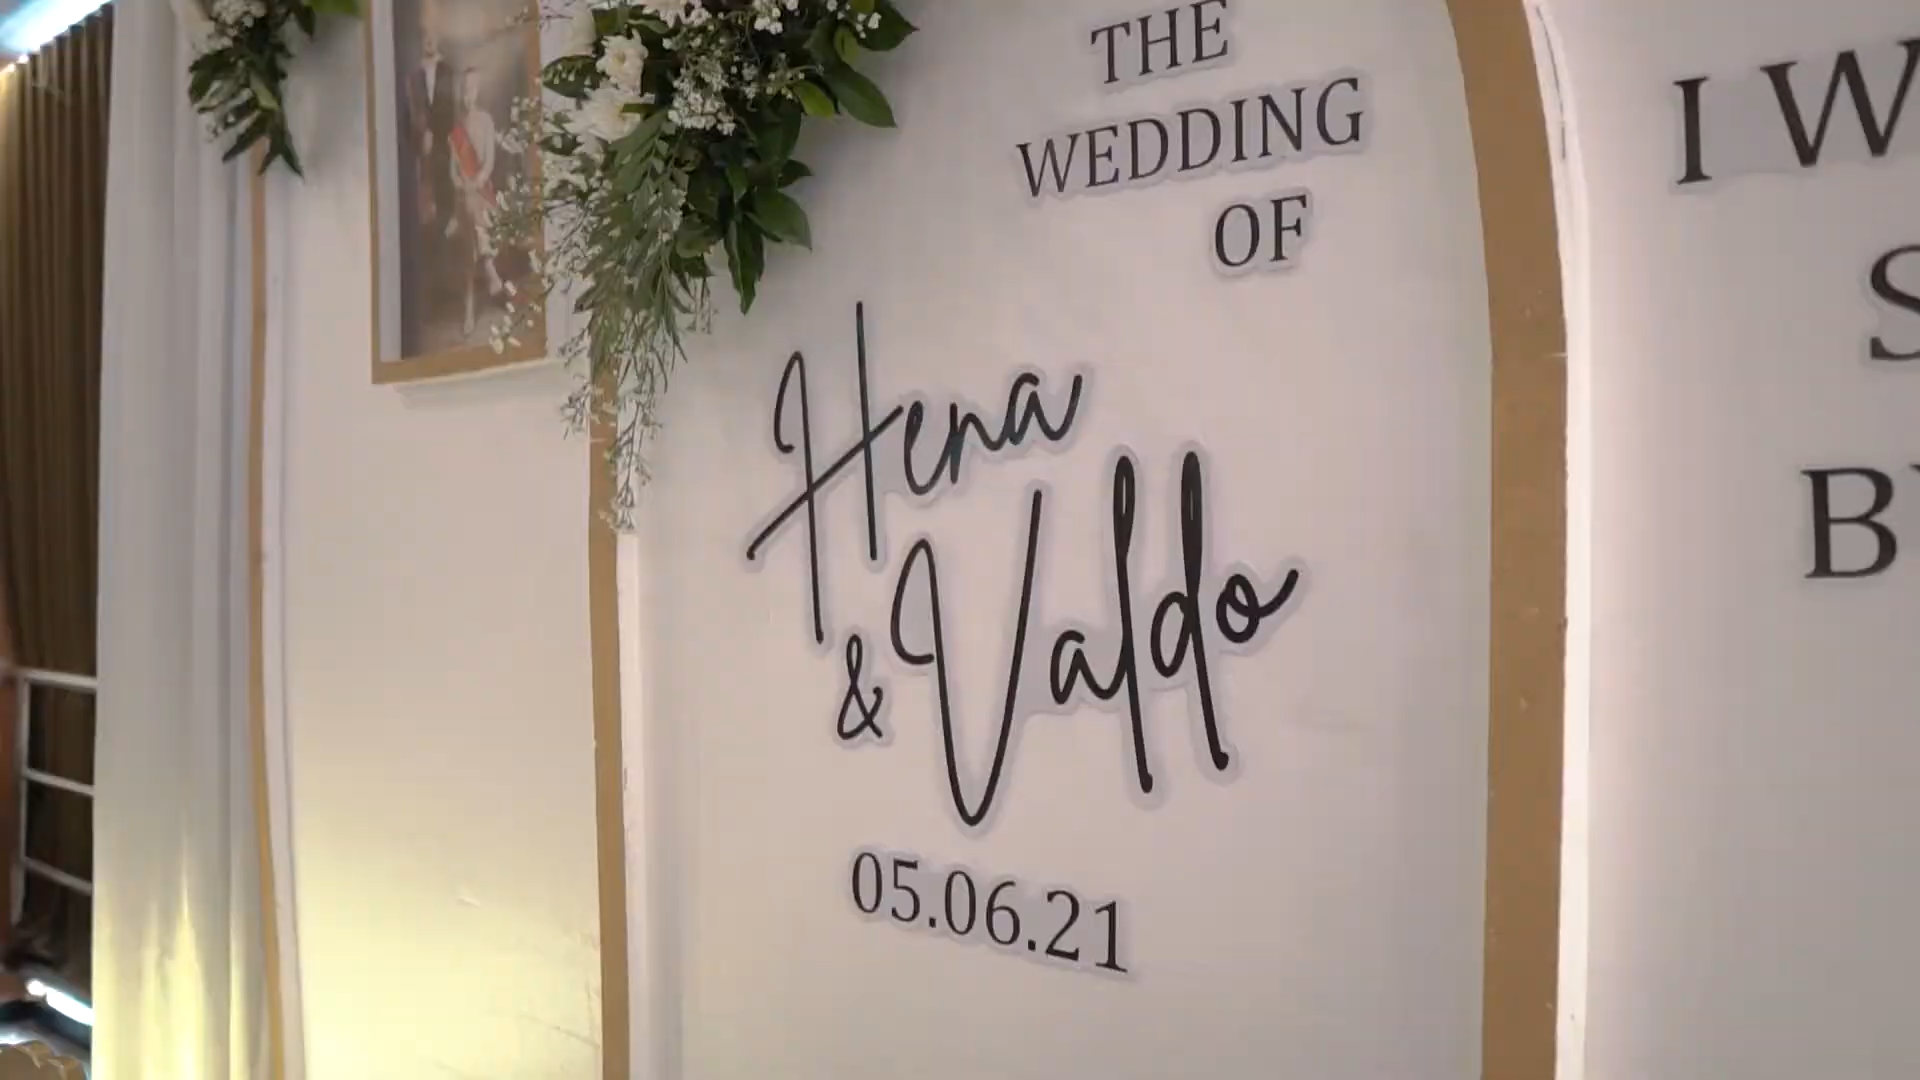 THE
WEDDING
OF
Hena
& Valdo
05.06.21
I